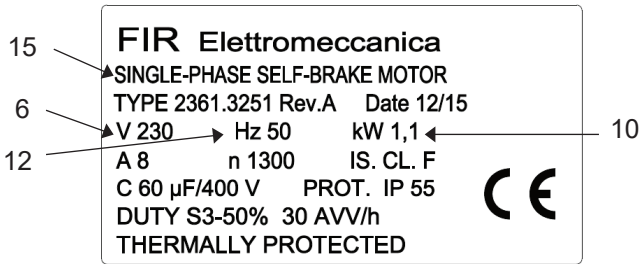 FIR Elettromeccanica
15
SINGLE-PHASE SELF-BRAKE MOTOR
TYPE 2361.3251 Rev.A Date 12/15
6
V 230 Hz 50 kW 1,1
10
12
A 8 n 1300 IS. CL. F
C 60 µF/400 V PROT. IP 55
CE
DUTY S3-50% 30 AVV/h
THERMALLY PROTECTED